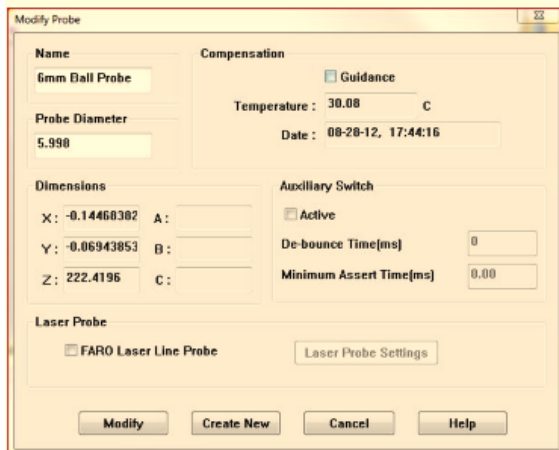 Modify Probe
Name
6mm Ball Probe
Probe Diameter
5.998
Compensation
Guidance
Temperature : 30.08 C
Date : 08-28-12, 17:44:16
Dimensions
X : -0.14468382 A :
Y : -0.06943853 B :
Z : 222.4196 C :
Auxiliary Switch
Active
De-bounce Time(ms) 0
Minimum Assert Time(ms) 0.00
Laser Probe
FARO Laser Line Probe Laser Probe Settings
Modify Create New Cancel Help